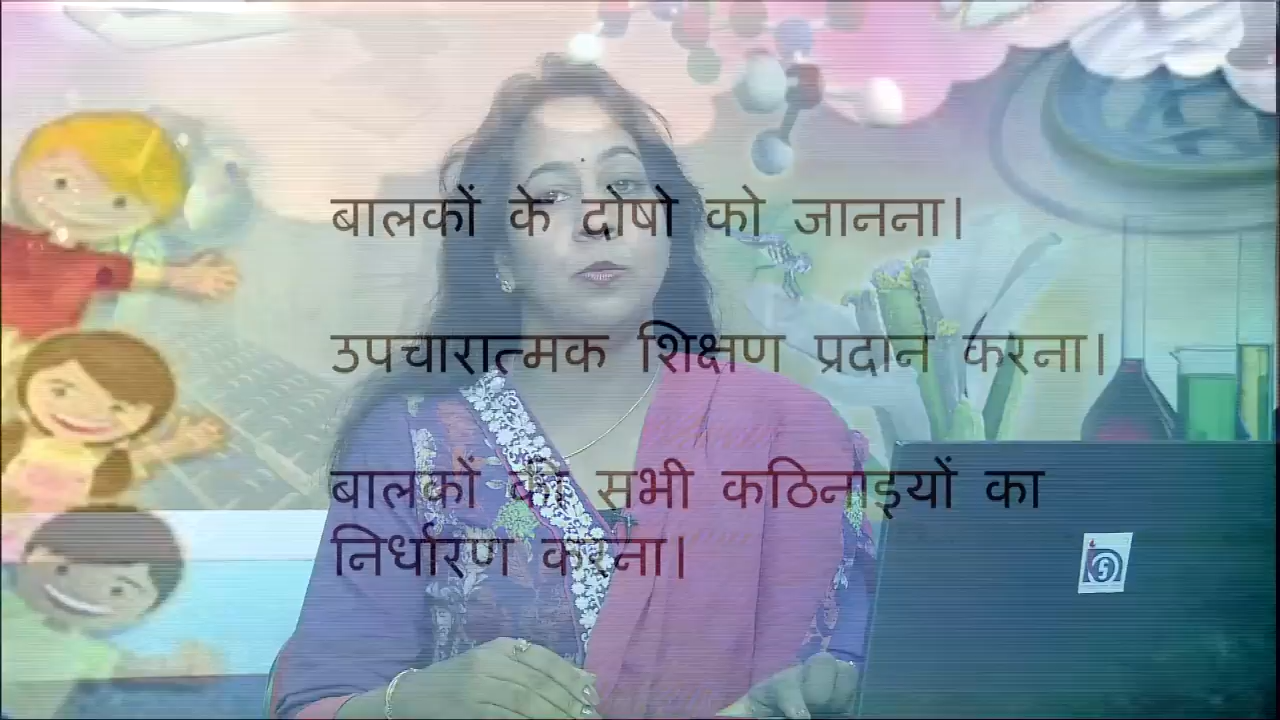 बालकों के दोषो को जानना।
उपचारात्मक शिक्षण प्रदान करना।
बालकों की सभी कठिनाइयों का
निर्धारण करना।